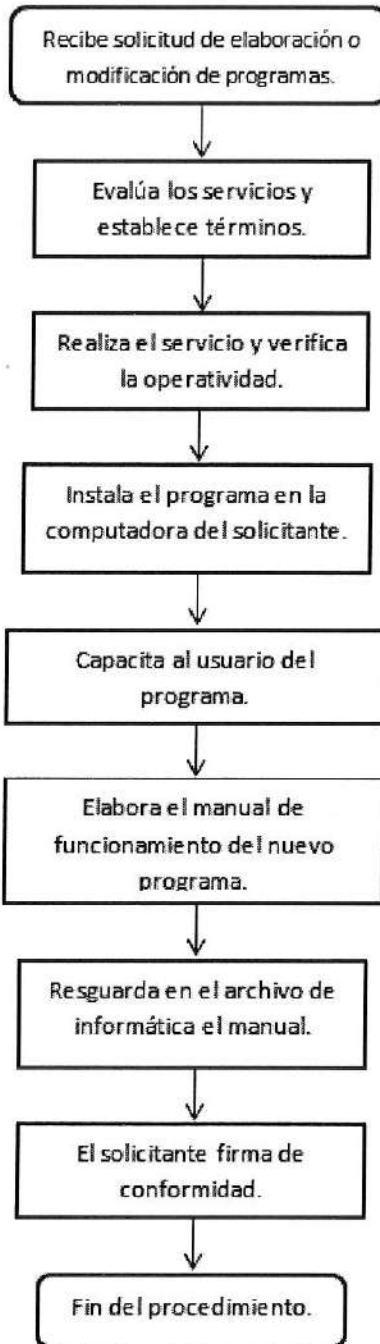 Recibe solicitud de elaboración o
modificación de programas.
Evalúa los servicios y
establece términos.
Realiza el servicio y verifica
la operatividad.
Instala el programa en la
computadora del solicitante.
Capacita al usuario del
programa.
Elabora el manual de
funcionamiento del nuevo
programa.
Resguarda en el archivo de
informática el manual.
El solicitante firma de
conformidad.
Fin del procedimiento.